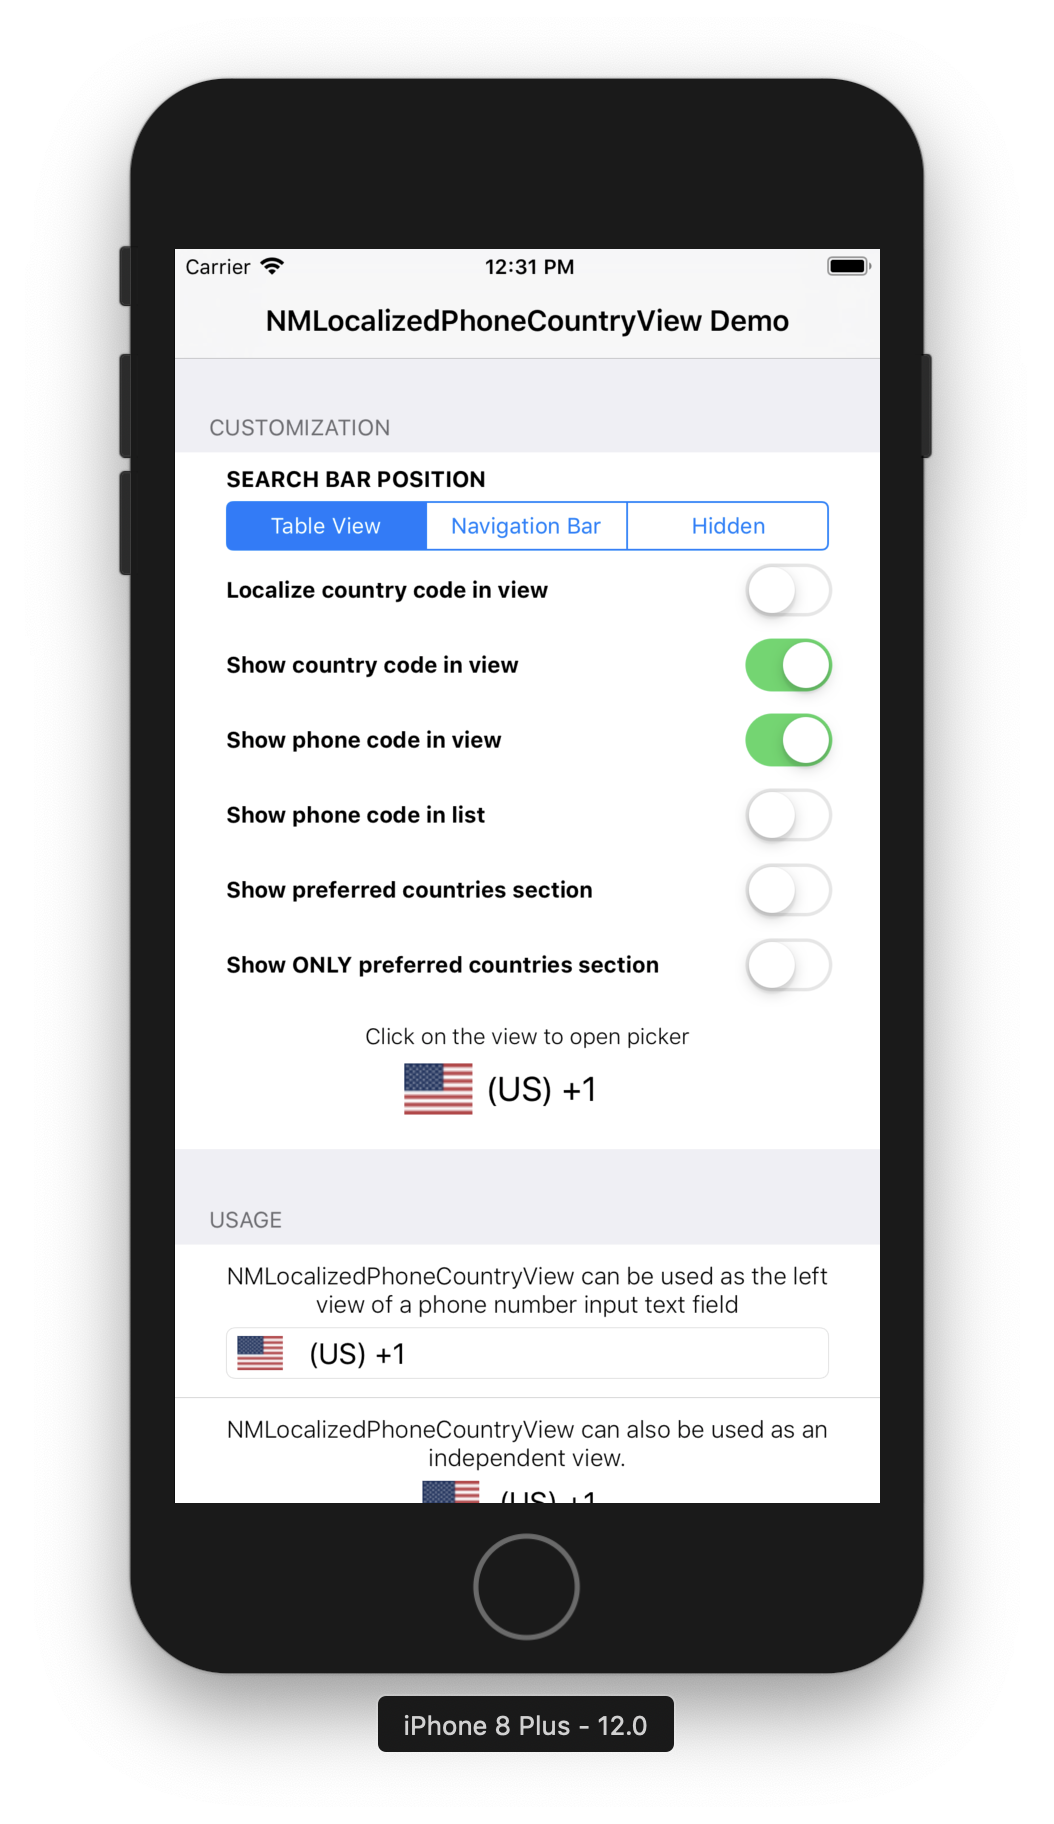 Carrier 12:31 PM
NMLocalizedPhoneCountryView Demo
CUSTOMIZATION
SEARCH BAR POSITION
Table View Navigation Bar Hidden
Localize country code in view
Show country code in view
Show phone code in view
Show phone code in list
Show preferred countries section
Show ONLY preferred countries section
Click on the view to open picker
(US) +1
USAGE
NMLocalizedPhoneCountryView can be used as the left
view of a phone number input text field
(US) +1
NMLocalizedPhoneCountryView can also be used as an
independent view.
(US) +1
iPhone 8 Plus - 12.0